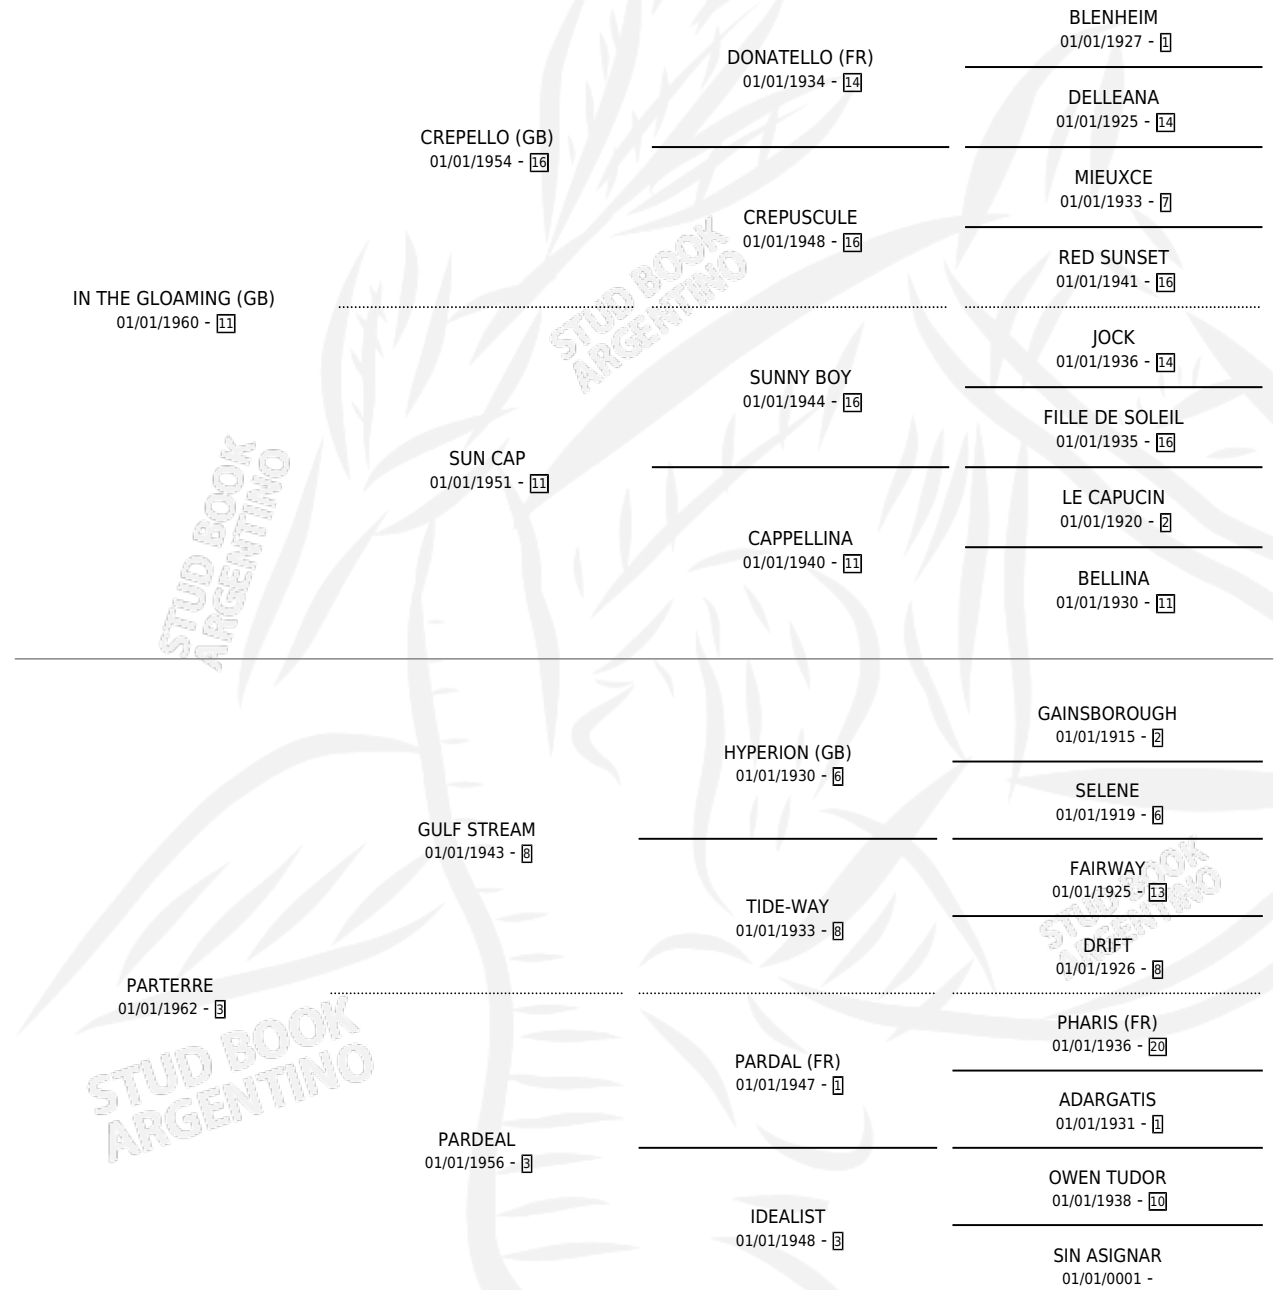 BLENHEIM
01/01/1927 - 1
DONATELLO (FR)
01/01/1934 - 14
DELLEANA
01/01/1925 - 14
CREPELLO (GB)
01/01/1954 - 16
MIEUXCE
01/01/1933 - 7
CREPUSCULE
01/01/1948 - 16
RED SUNSET
01/01/1941 - 16
IN THE GLOAMING (GB)
01/01/1960 - 11
JOCK
01/01/1936 - 14
SUNNY BOY
01/01/1944 - 16
FILLE DE SOLEIL
01/01/1935 - 16
SUN CAP
01/01/1951 - 11
LE CAPUCIN
01/01/1920 - 2
CAPPELLINA
01/01/1940 - 11
BELLINA
01/01/1930 - 11
GAINSBOROUGH
01/01/1915 - 2
HYPERION (GB)
01/01/1930 - 6
SELENE
01/01/1919 - 6
GULF STREAM
01/01/1943 - 8
FAIRWAY
01/01/1925 - 13
TIDE-WAY
01/01/1933 - 8
DRIFT
01/01/1926 - 8
PARTERRE
01/01/1962 - 3
PHARIS (FR)
01/01/1936 - 20
PARDAL (FR)
01/01/1947 - 1
ADARGATIS
01/01/1931 - 1
PARDEAL
01/01/1956 - 3
OWEN TUDOR
01/01/1938 - 10
IDEALIST
01/01/1948 - 3
SIN ASIGNAR
01/01/0001 -
STUD BOOK
ARGENTINO
STUD BOOK
ARGENTINO
STUD BOOK
ARGENTINO
STUD BOOK
ARGENTINO